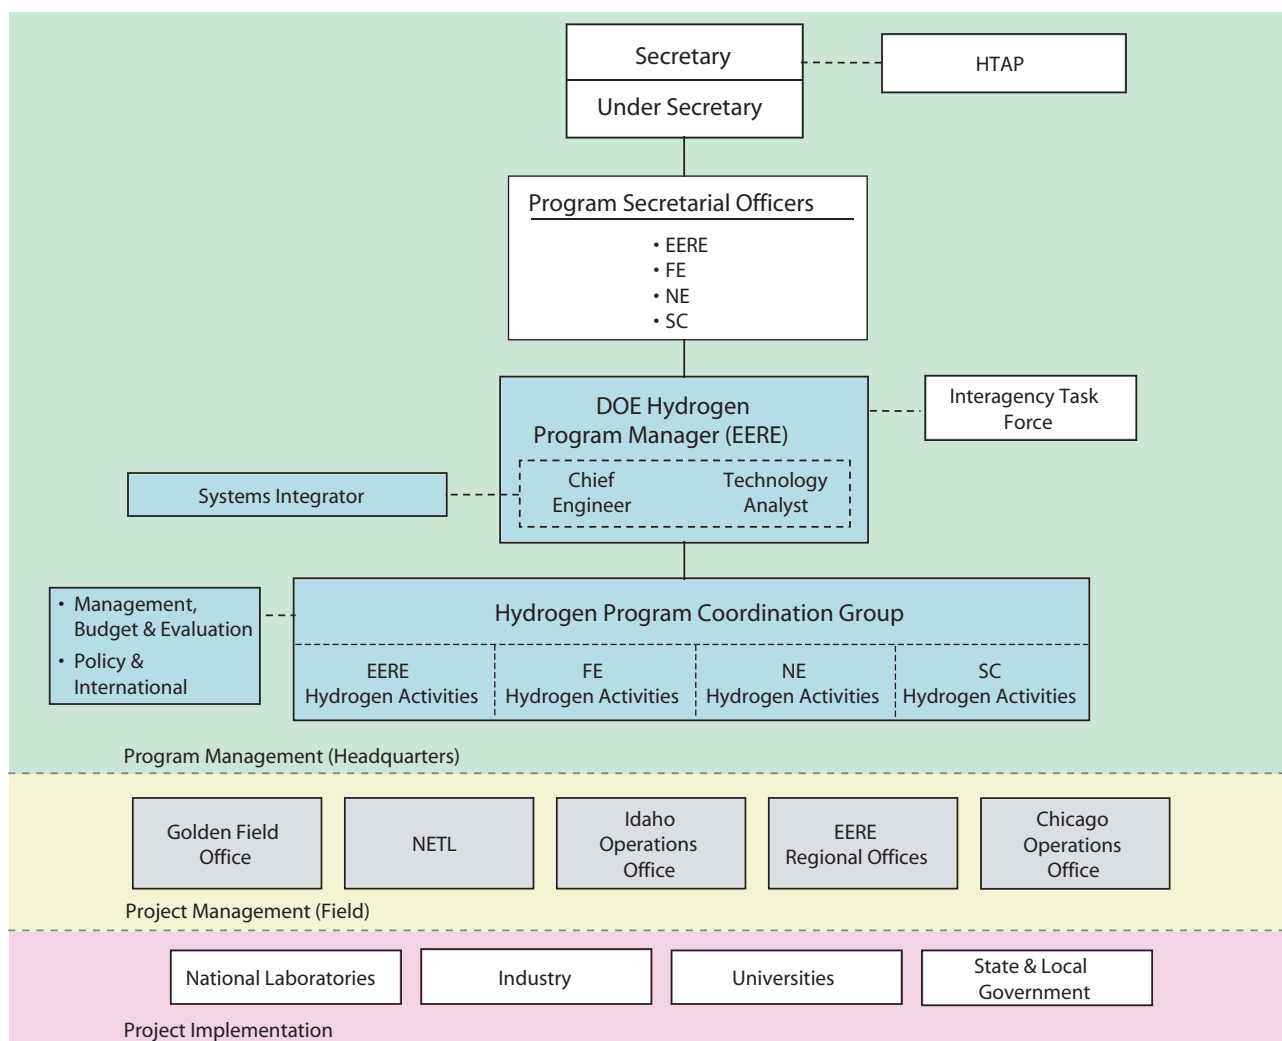 Secretary
HTAP
Under Secretary
Program Secretarial Officers
• EERE
• FE
• NE
• SC
DOE Hydrogen
Program Manager (EERE)
Interagency Task
Force
Chief
Engineer
Technology
Analyst
Systems Integrator
• Management,
Budget & Evaluation
• Policy &
International
Hydrogen Program Coordination Group
EERE
Hydrogen Activities
FE
Hydrogen Activities
NE
Hydrogen Activities
SC
Hydrogen Activities
Program Management (Headquarters)
Golden Field
Office
NETL
Idaho
Operations
Office
EERE
Regional Offices
Chicago
Operations
Office
Project Management (Field)
National Laboratories
Industry
Universities
State & Local
Government
Project Implementation